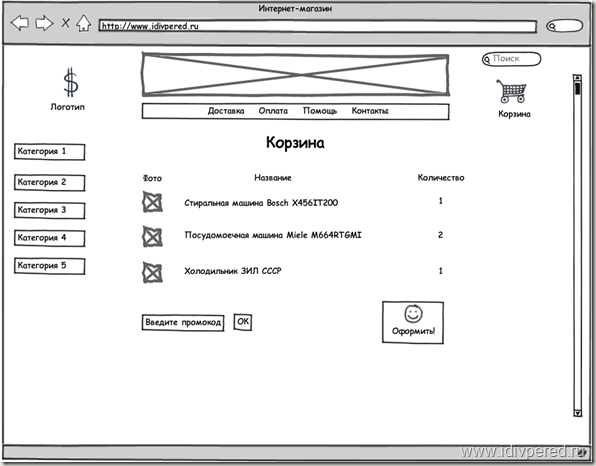 Интернет-магазин
http://www.idivpered.ru
Поиск
$
Логотип
Корзина
Доставка Оплата Помощь Контакты
Корзина
Категория 1
Категория 2
Категория 3
Категория 4
Категория 5
Фото Название Количество
Стиральная машина Bosch X456IT200 1
Посудомоечная машина Miele M664RTGMI 2
Холодильник ЗИЛ СССР 1
Введите промокод OK
Оформить!
www.idivpered.ru